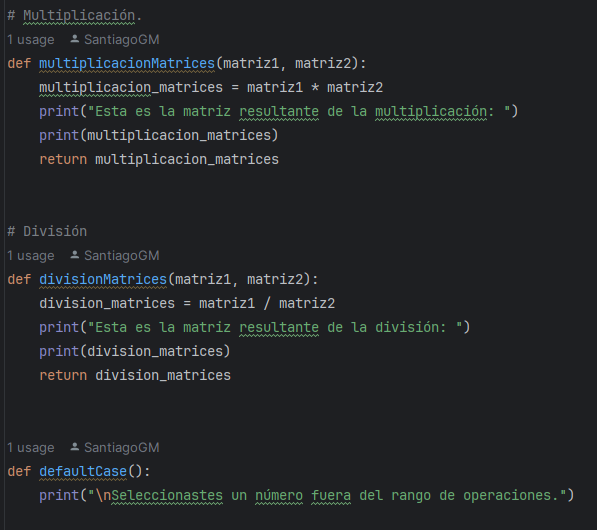 # Multiplicación.
1 usage SantiagoGM
def multiplicacionMatrices(matriz1, matriz2):
    multiplicacion_matrices = matriz1 * matriz2
    print("Esta es la matriz resultante de la multiplicación: ")
    print(multiplicacion_matrices)
    return multiplicacion_matrices
# División
1 usage SantiagoGM
def divisionMatrices(matriz1, matriz2):
    division_matrices = matriz1 / matriz2
    print("Esta es la matriz resultante de la división: ")
    print(division_matrices)
    return division_matrices
1 usage SantiagoGM
def defaultCase():
    print("\nSeleccionastes un número fuera del rango de operaciones.")